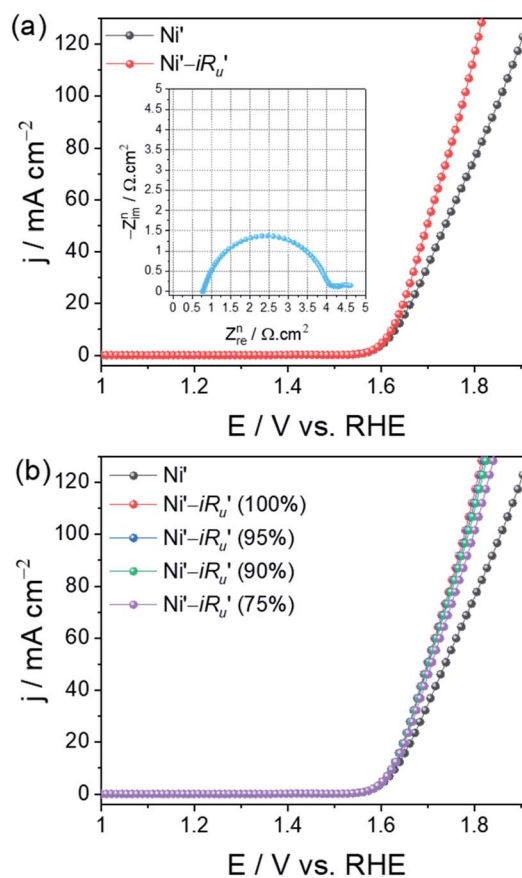 (a)
Ni'
Ni'–iRᵤ'
120
100
80
60
40
20
0
j / mA cm⁻²
5
4.5
4
3.5
3
2.5
2
1.5
1
0.5
0
–Zⁿᵢₘ / Ω.cm²
0 0.5 1 1.5 2 2.5 3 3.5 4 4.5 5
Zⁿᵣₑ / Ω.cm²
1 1.2 1.4 1.6 1.8
E / V vs. RHE
(b)
Ni'
Ni'–iRᵤ' (100%)
Ni'–iRᵤ' (95%)
Ni'–iRᵤ' (90%)
Ni'–iRᵤ' (75%)
120
100
80
60
40
20
0
j / mA cm⁻²
1 1.2 1.4 1.6 1.8
E / V vs. RHE